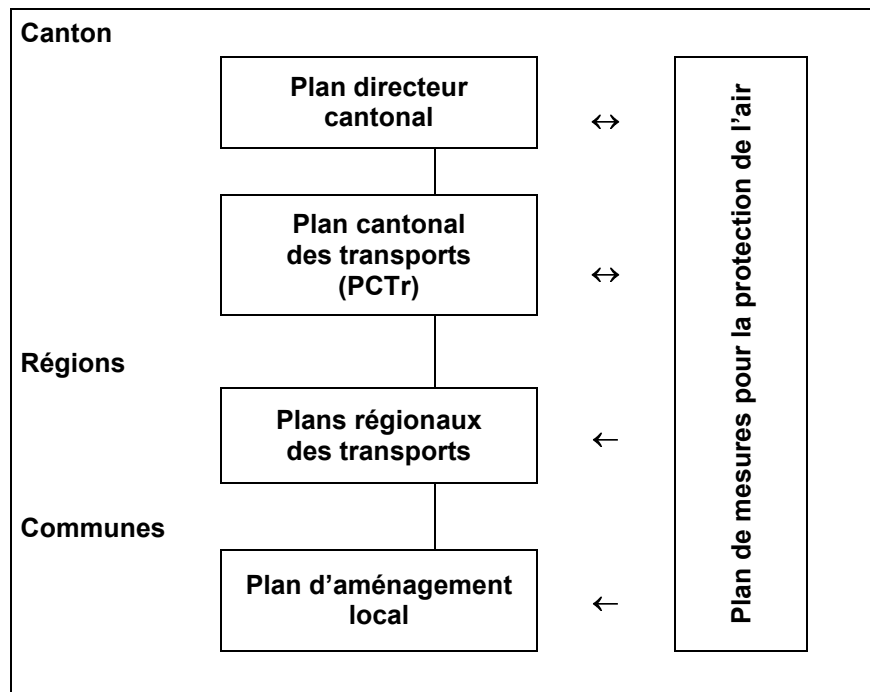 Canton
Plan directeur
cantonal
↔
Plan cantonal
des transports
(PCTr)
↔
Régions
Plans régionaux
des transports
←
Communes
Plan d’aménagement
local
←
Plan de mesures pour la protection de l’air